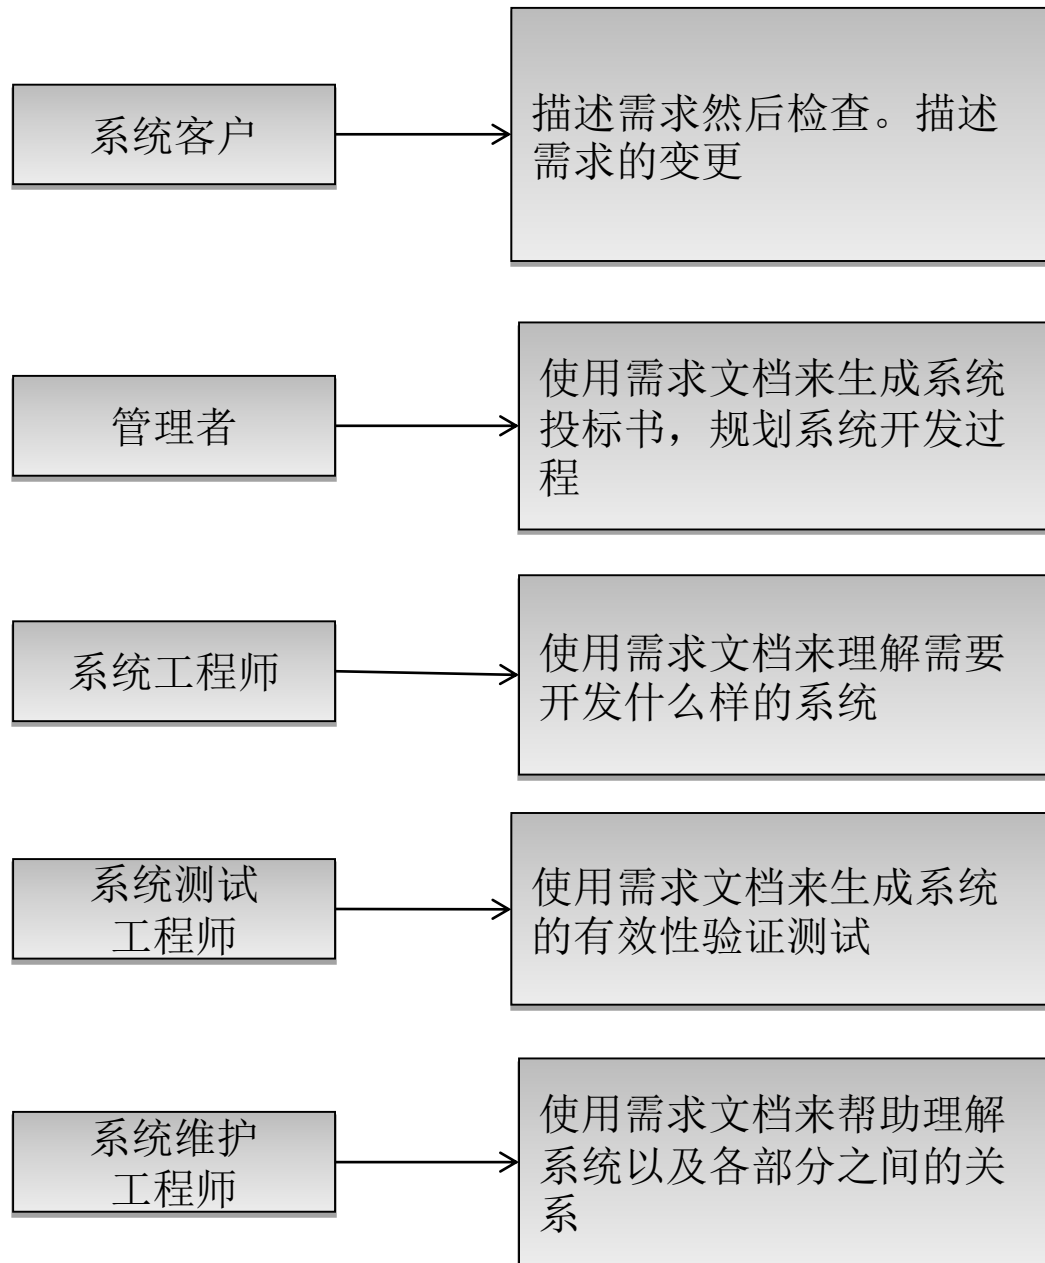 系统客户
描述需求然后检查。描述
需求的变更
管理者
使用需求文档来生成系统
投标书，规划系统开发过
程
系统工程师
使用需求文档来理解需要
开发什么样的系统
系统测试
工程师
使用需求文档来生成系统
的有效性验证测试
系统维护
工程师
使用需求文档来帮助理解
系统以及各部分之间的关
系